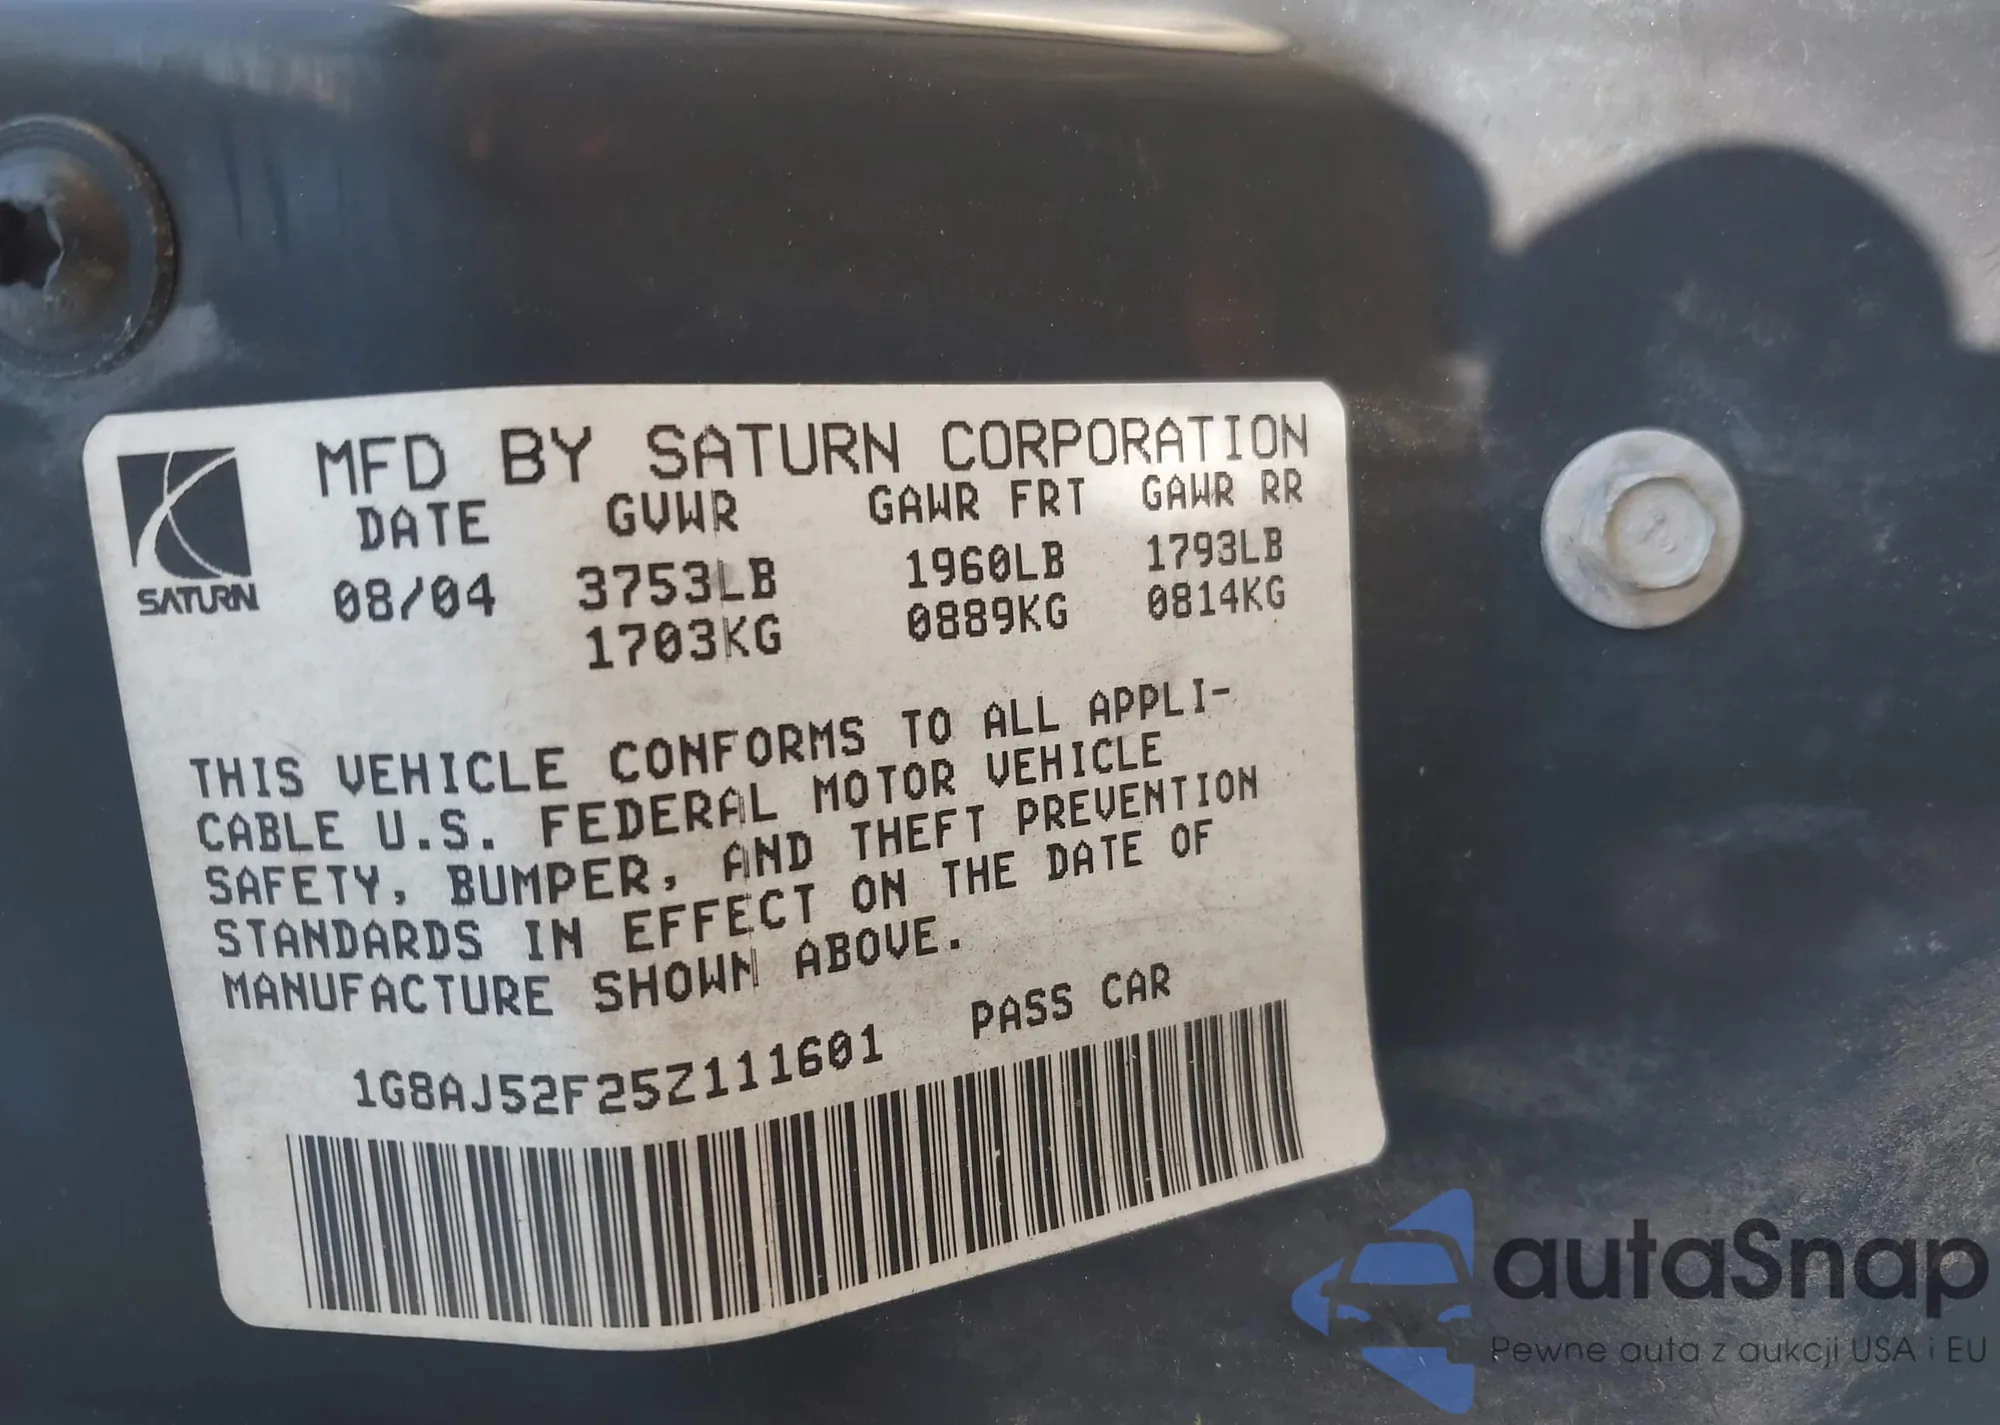 MFD BY SATURN CORPORATION
DATE GVWR GAWR FRT GAWR RR
08/04 3753LB 1960LB 1793LB
1703KG 0889KG 0814KG
SATURN
THIS VEHICLE CONFORMS TO ALL APPLI-
CABLE U.S. FEDERAL MOTOR VEHICLE
SAFETY, BUMPER, AND THEFT PREVENTION
STANDARDS IN EFFECT ON THE DATE OF
MANUFACTURE SHOWN ABOVE.
1G8AJ52F25Z111601 PASS CAR
autaSnap
Pewne auta z aukcji USA i EU